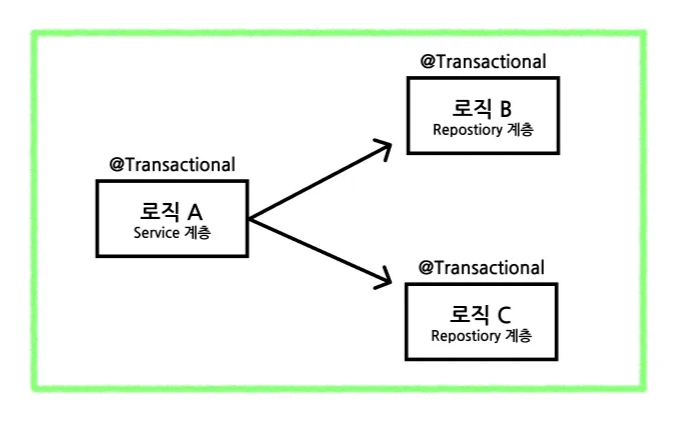 @Transactional
로직 A
Service 계층
@Transactional
로직 B
Repostiory 계층
@Transactional
로직 C
Repostiory 계층